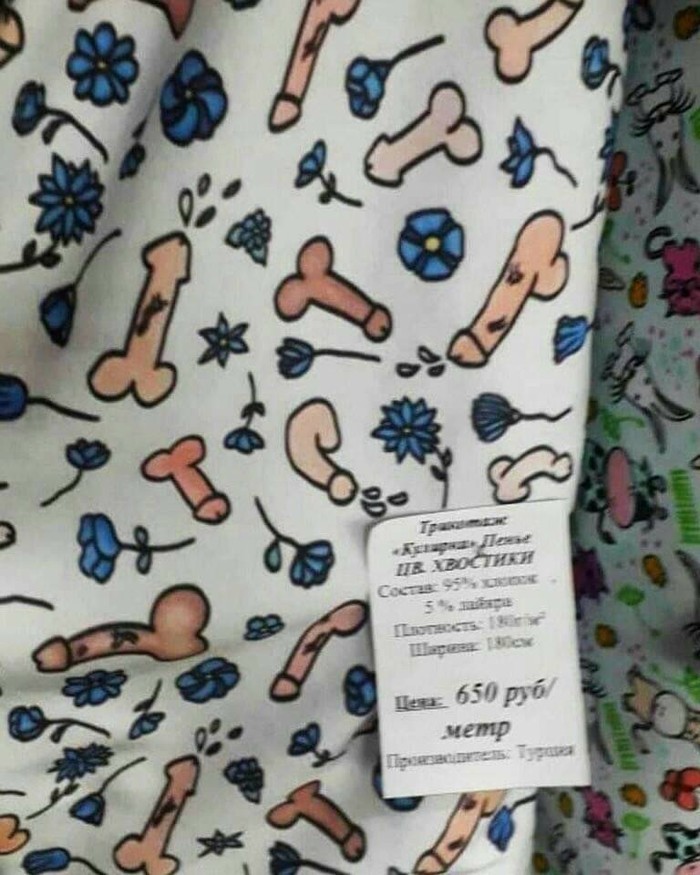 Трикотаж
«Кулирка» Пенье
ЦВ. ХВОСТИКИ
Состав: 95% хлопок
5 % лайкра
Плотность: 180г/м²
Ширина: 180см
Цена: 650 руб/
метр
Производитель: Турция